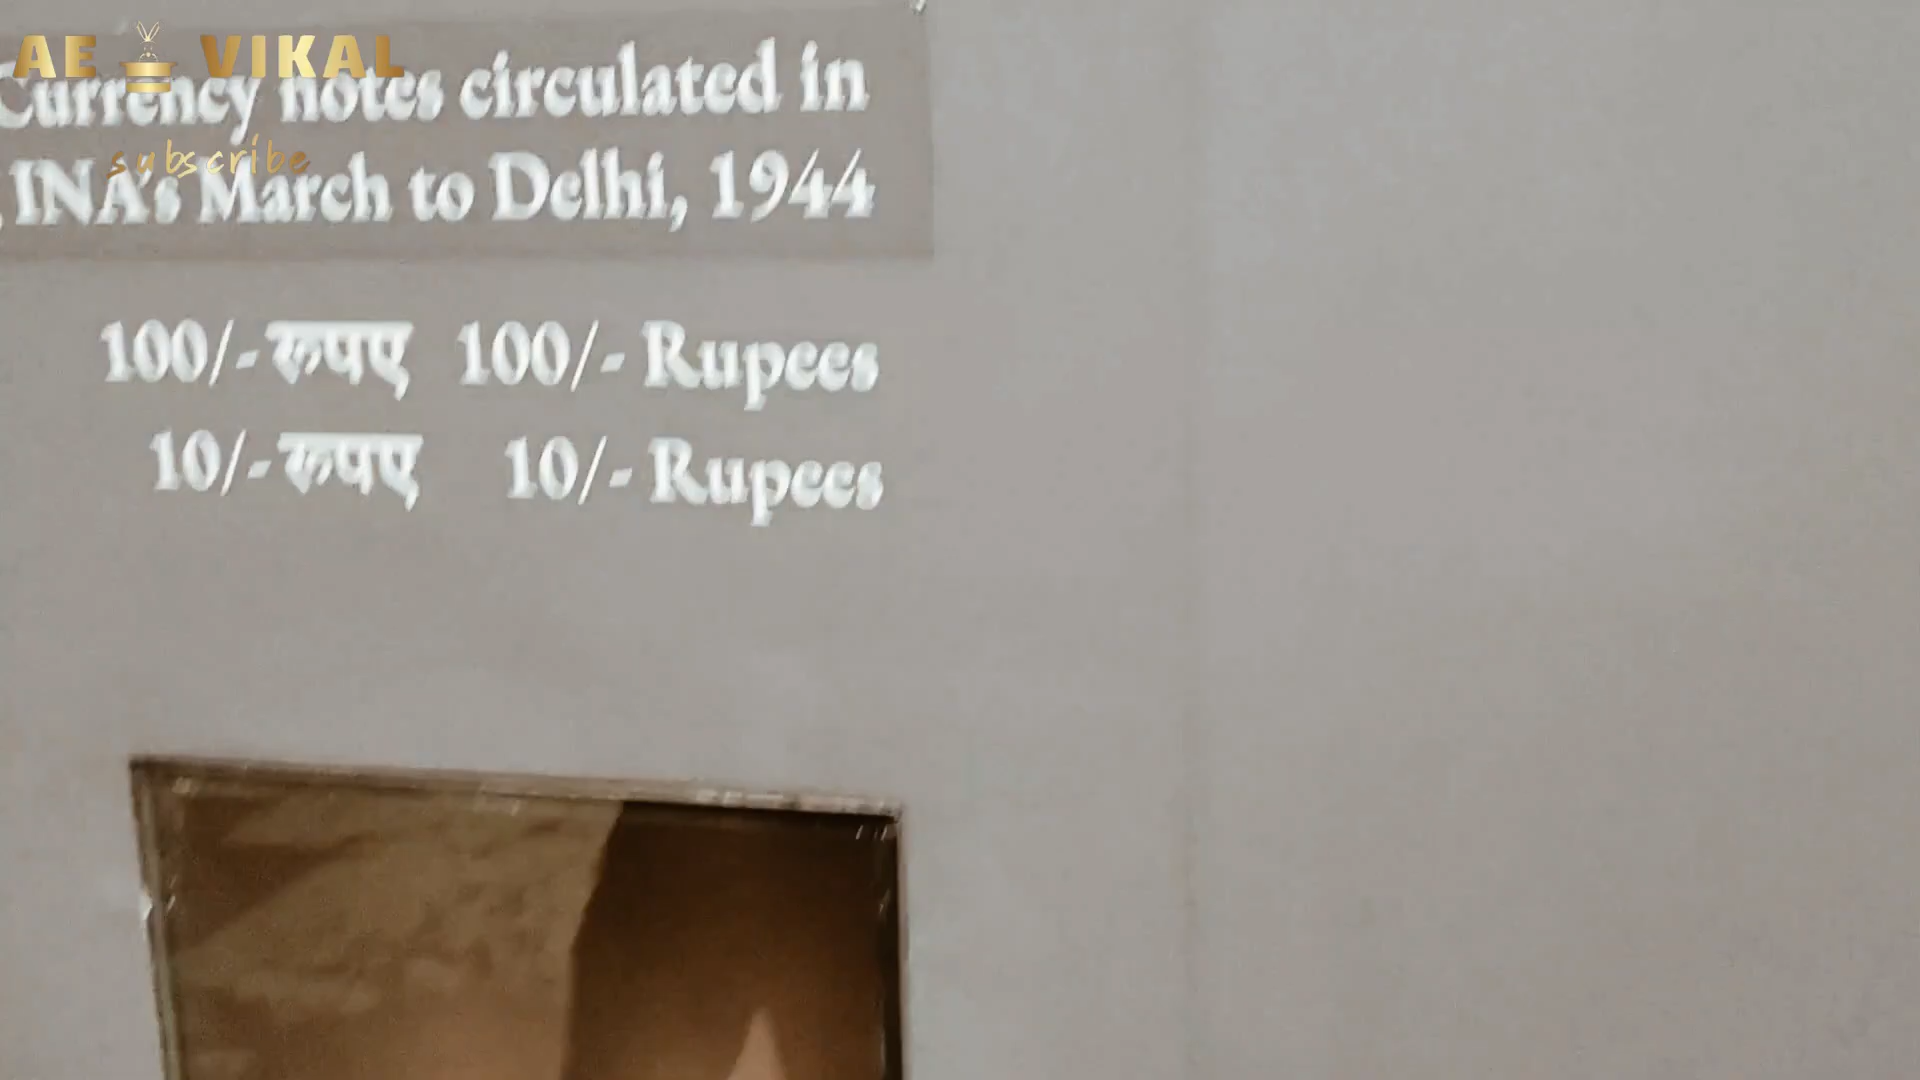 AE VIKAL
subscribe
Currency notes circulated in
INA's March to Delhi, 1944
100/- रूपए 100/- Rupees
10/- रूपए 10/- Rupees